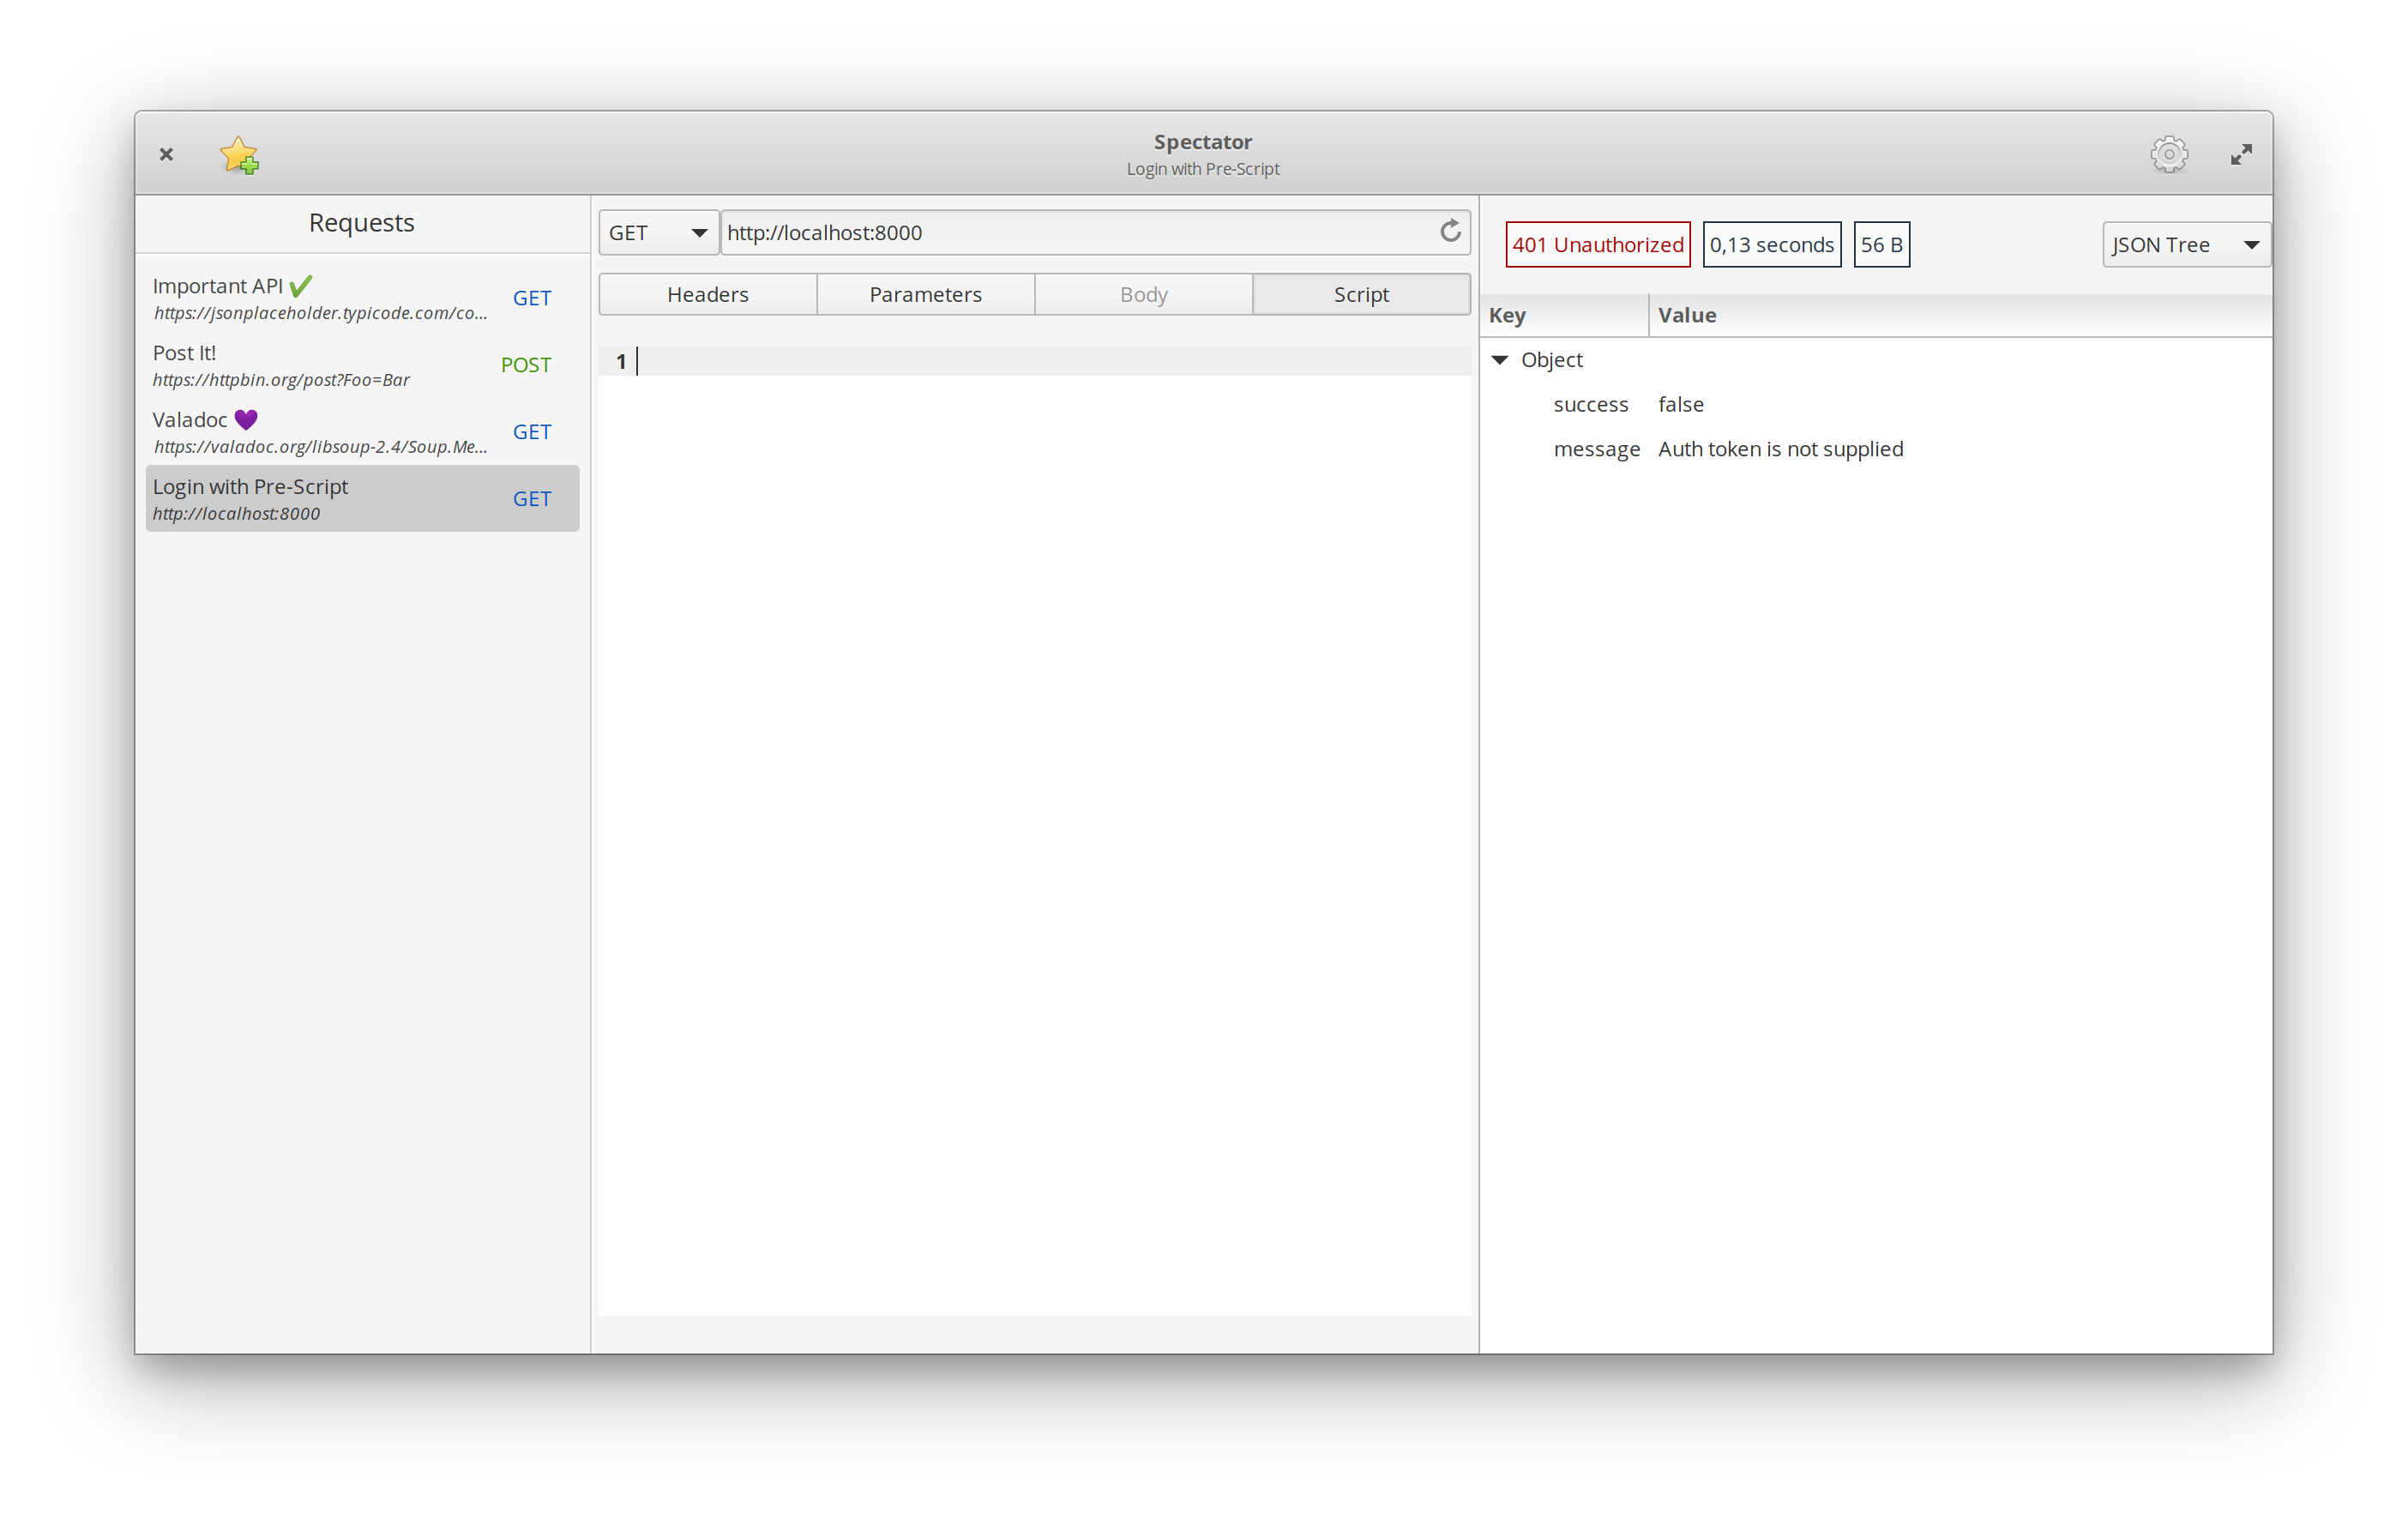 Spectator
Login with Pre-Script
Requests
Important API
https://jsonplaceholder.typicode.com/co...
GET
Post It!
https://httpbin.org/post?Foo=Bar
POST
Valadoc
https://valadoc.org/libsoup-2.4/Soup.Me...
GET
Login with Pre-Script
http://localhost:8000
GET
GET http://localhost:8000
Headers Parameters Body Script
1
401 Unauthorized 0,13 seconds 56 B JSON Tree
Key Value
Object
success false
message Auth token is not supplied